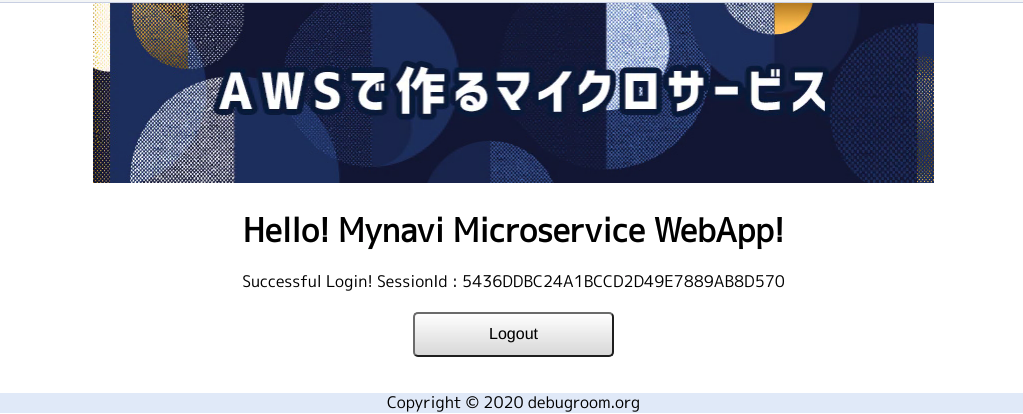 AWSで作るマイクロサービス
Hello! Mynavi Microservice WebApp!
Successful Login! SessionId : 5436DDBC24A1BCCD2D49E7889AB8D570
Logout
Copyright © 2020 debugroom.org